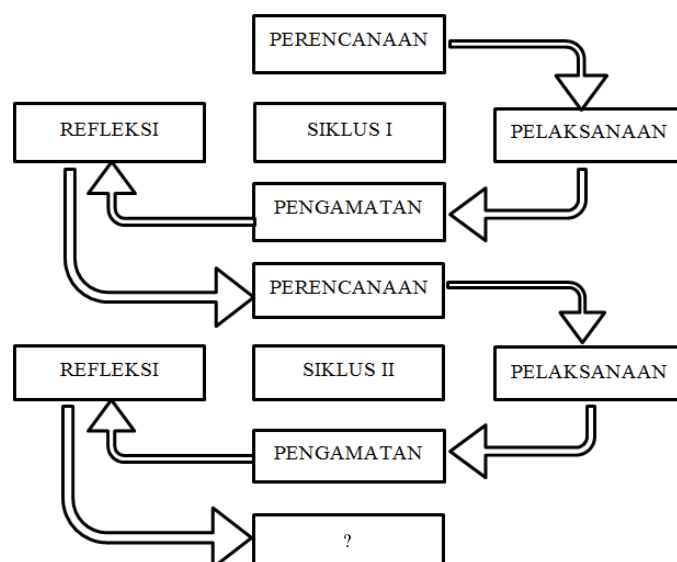 PERENCANAAN
REFLEKSI
SIKLUS I
PELAKSANAAN
PENGAMATAN
PERENCANAAN
REFLEKSI
SIKLUS II
PELAKSANAAN
PENGAMATAN
?